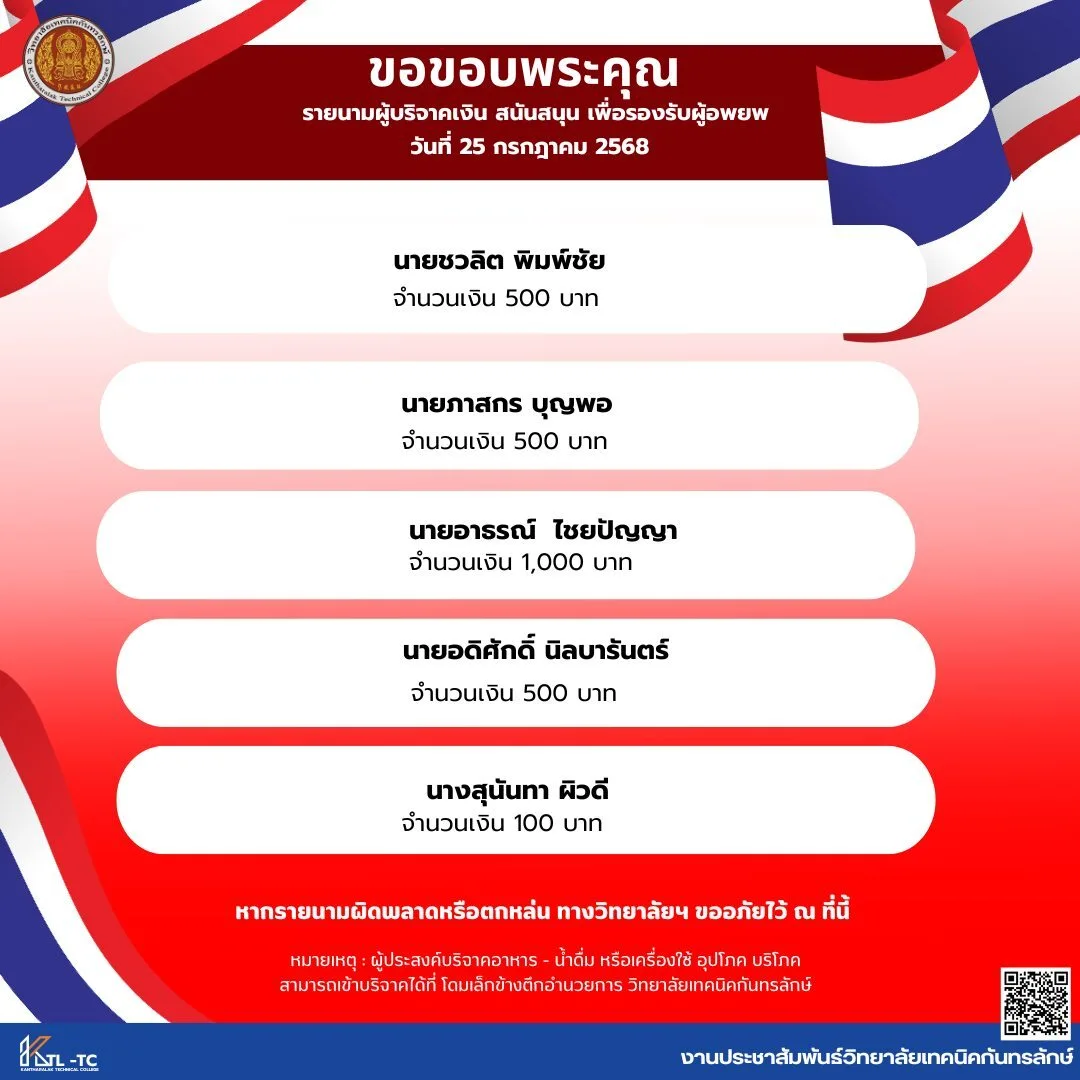 วิทยาลัยเทคนิคกันทรลักษ์
Kantharalak Technical College
ขอขอบพระคุณ
รายนามผู้บริจาคเงิน สนันสนุน เพื่อรองรับผู้อพยพ
วันที่ 25 กรกฎาคม 2568
นายชวลิต พิมพ์ชัย
จำนวนเงิน 500 บาท
นายภาสกร บุญพอ
จำนวนเงิน 500 บาท
นายอาธรณ์ ไชยปัญญา
จำนวนเงิน 1,000 บาท
นายอดิศักดิ์ นิลบารันตร์
จำนวนเงิน 500 บาท
นางสุนันทา ผิวดี
จำนวนเงิน 100 บาท
หากรายนามผิดพลาดหรือตกหล่น ทางวิทยาลัยฯ ขออภัยไว้ ณ ที่นี้
หมายเหตุ : ผู้ประสงค์บริจาคอาหาร - น้ำดื่ม หรือเครื่องใช้ อุปโภค บริโภค
สามารถเข้าบริจาคได้ที่ โดมเล็กข้างตึกอำนวยการ วิทยาลัยเทคนิคกันทรลักษ์
KTL -TC
KANTHARALAK TECHNICAL COLLEGE
งานประชาสัมพันธ์วิทยาลัยเทคนิคกันทรลักษ์